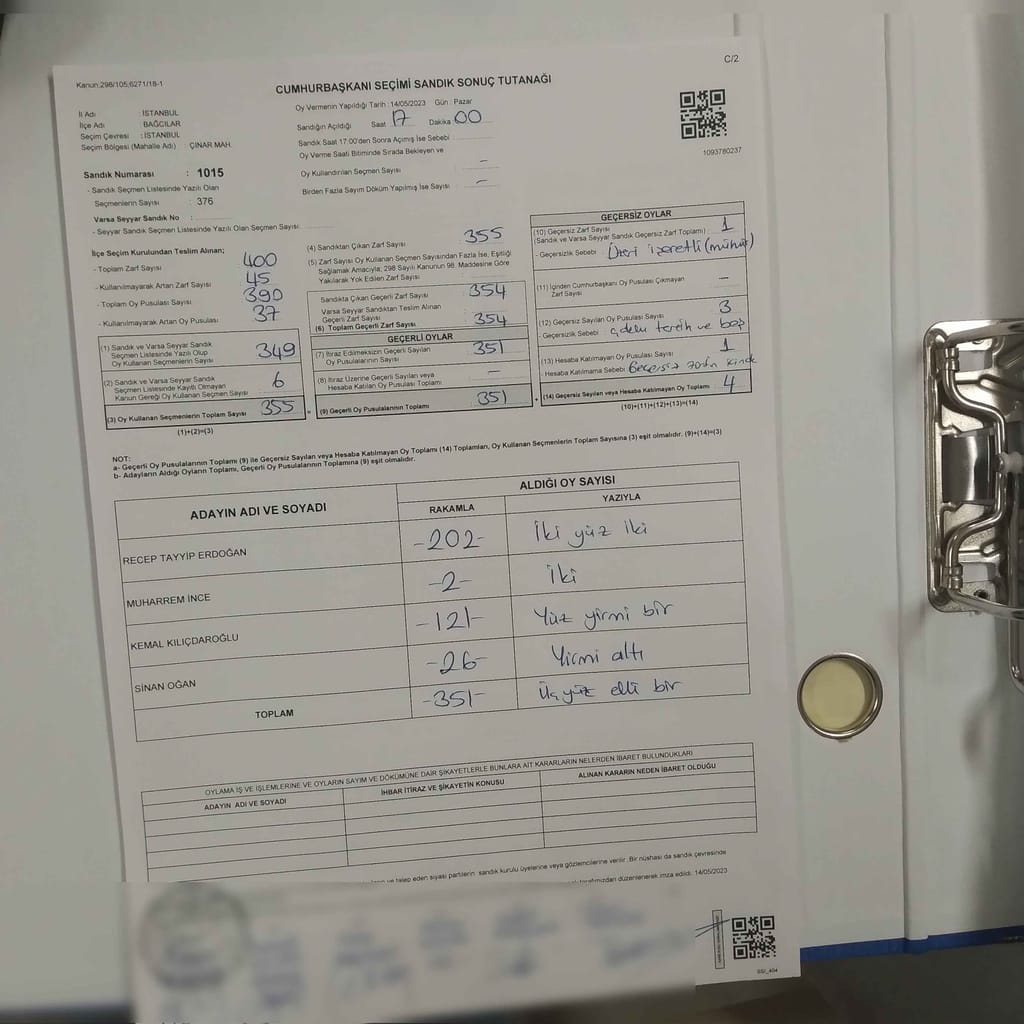 Kanun:298/105,6271/18-1
C/2
CUMHURBAŞKANI SEÇİMİ SANDIK SONUÇ TUTANAĞI
İli Adı : İSTANBUL
İlçe Adı : BAĞCILAR
Seçim Çevresi : İSTANBUL
Seçim Bölgesi (Mahalle Adı) : ÇINAR MAH.
Oy Vermenin Yapıldığı Tarih : 14/05/2023 Gün : Pazar
Sandığın Açıldığı Saat 17 Dakika 00
Sandık Saat 17:00'den Sonra Açımış İse Sebebi
Oy Verme Saati Bitiminde Sırada Bekleyen ve
Oy Kullandırılan Seçmen Sayısı : -
Birden Fazla Sayım Döküm Yapılmış İse Sayısı : -
1093780237
Sandık Numarası : 1015
- Sandık Seçmen Listesinde Yazılı Olan
Seçmenlerin Sayısı : 376
Varsa Seyyar Sandık No :
- Seyyar Sandık Seçmen Listesinde Yazılı Olan Seçmen Sayısı:
İlçe Seçim Kurulundan Teslim Alınan;
- Toplam Zarf Sayısı 400
- Kullanılmayarak Artan Zarf Sayısı 45
- Toplam Oy Pusulası Sayısı 390
- Kullanılmayarak Artan Oy Pusulası 37
(1) Sandık ve Varsa Seyyar Sandık
Seçmen Listesinde Yazılı Olup
Oy Kullanan Seçmenlerin Sayısı 349
(2) Sandık ve Varsa Seyyar Sandık
Seçmen Listesinde Kayıtlı Olmayan
Kanun Gereği Oy Kullanan Seçmen Sayısı 6
(3) Oy Kullanan Seçmenlerin Toplam Sayısı 355
(1)+(2)=(3)
(4) Sandıktan Çıkan Zarf Sayısı 355
(5) Zarf Sayısı Oy Kullanan Seçmen Sayısından Fazla İse, Eşitliği
Sağlamak Amacıyla, 298 Sayılı Kanunun 98. Maddesine Göre
Yakılarak Yok Edilen Zarf Sayısı :
Sandıkta Çıkan Geçerli Zarf Sayısı 354
Varsa Seyyar Sandıktan Teslim Alınan
Geçerli Zarf Sayısı
(6) Toplam Geçerli Zarf Sayısı 354
GEÇERLİ OYLAR
(7) İtiraz Edilmeksizin Geçerli Sayılan
Oy Pusulalarının Sayısı 351
(8) İtiraz Üzerine Geçerli Sayılan veya
Hesaba Katılan Oy Pusulası Toplamı -
(9) Geçerli Oy Pusulalarının Toplamı 351
GEÇERSİZ OYLAR
(10) Geçersiz Zarf Sayısı
(Sandık ve Varsa Seyyar Sandık Geçersiz Zarf Toplamı) : 1
- Geçersizlik Sebebi : Üzeri işaretli (mühür)
(11) İçinden Cumhurbaşkanı Oy Pusulası Çıkmayan
Zarf Sayısı -
(12) Geçersiz Sayılan Oy Pusulası Sayısı 3
- Geçersizlik Sebebi : çoklu tercih ve boş
(13) Hesaba Katılmayan Oy Pusulası Sayısı 1
- Hesaba Katılmama Sebebi : Geçersiz zarfın içinde
(14) Geçersiz Sayılan veya Hesaba Katılmayan Oy Toplamı 4
(10)+(11)+(12)+(13)=(14)
NOT:
a- Geçerli Oy Pusulalarının Toplamı (9) ile Geçersiz Sayılan veya Hesaba Katılmayan Oy Toplamı (14) Toplamları, Oy Kullanan Seçmenlerin Toplam Sayısına (3) eşit olmalıdır. (9)+(14)=(3)
b- Adayların Aldığı Oyların Toplamı, Geçerli Oy Pusulalarının Toplamına (9) eşit olmalıdır.
ADAYIN ADI VE SOYADI ALDIĞI OY SAYISI
RAKAMLA YAZIYLA
RECEP TAYYİP ERDOĞAN -202- İki yüz iki
MUHARREM İNCE -2- İki
KEMAL KILIÇDAROĞLU -121- Yüz yirmi bir
SİNAN OĞAN -26- Yirmi altı
TOPLAM -351- Üç yüz elli bir
OYLAMA İŞ VE İŞLEMLERİNE VE OYLARIN SAYIM VE DÖKÜMÜNE DAİR ŞİKAYETLERLE BUNLARA AİT KARARLARIN NELERDEN İBARET BULUNDUKLARI
ADAYIN ADI VE SOYADI İHBAR İTİRAZ VE ŞİKAYETİN KONUSU ALINAN KARARIN NEDEN İBARET OLDUĞU
ve talep eden siyasi partilerin sandık kurulu üyelerine veya gözlemcilerine verilir. Bir nüshası da sandık çevresinde
tarafımızdan düzenlenerek imza edildi. 14/05/2023
SSI_404